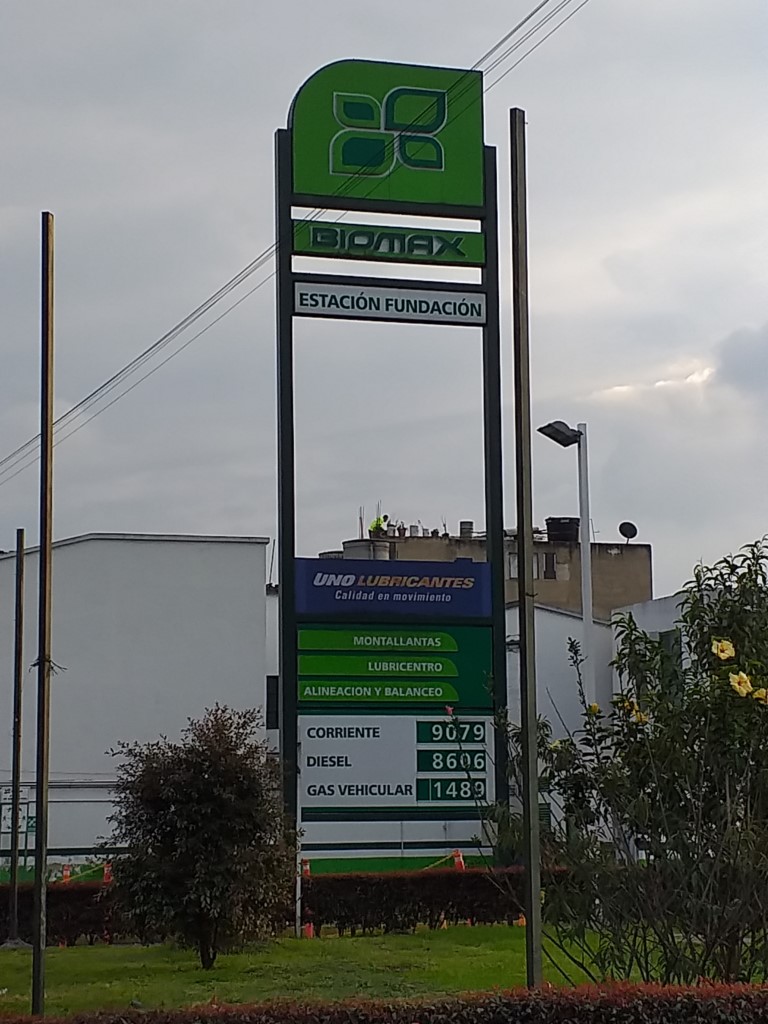 BIOMAX
ESTACIÓN FUNDACIÓN
UNO LUBRICANTES
Calidad en movimiento
MONTALLANTAS
LUBRICENTRO
ALINEACION Y BALANCEO
CORRIENTE 9079
DIESEL 8606
GAS VEHICULAR 1489